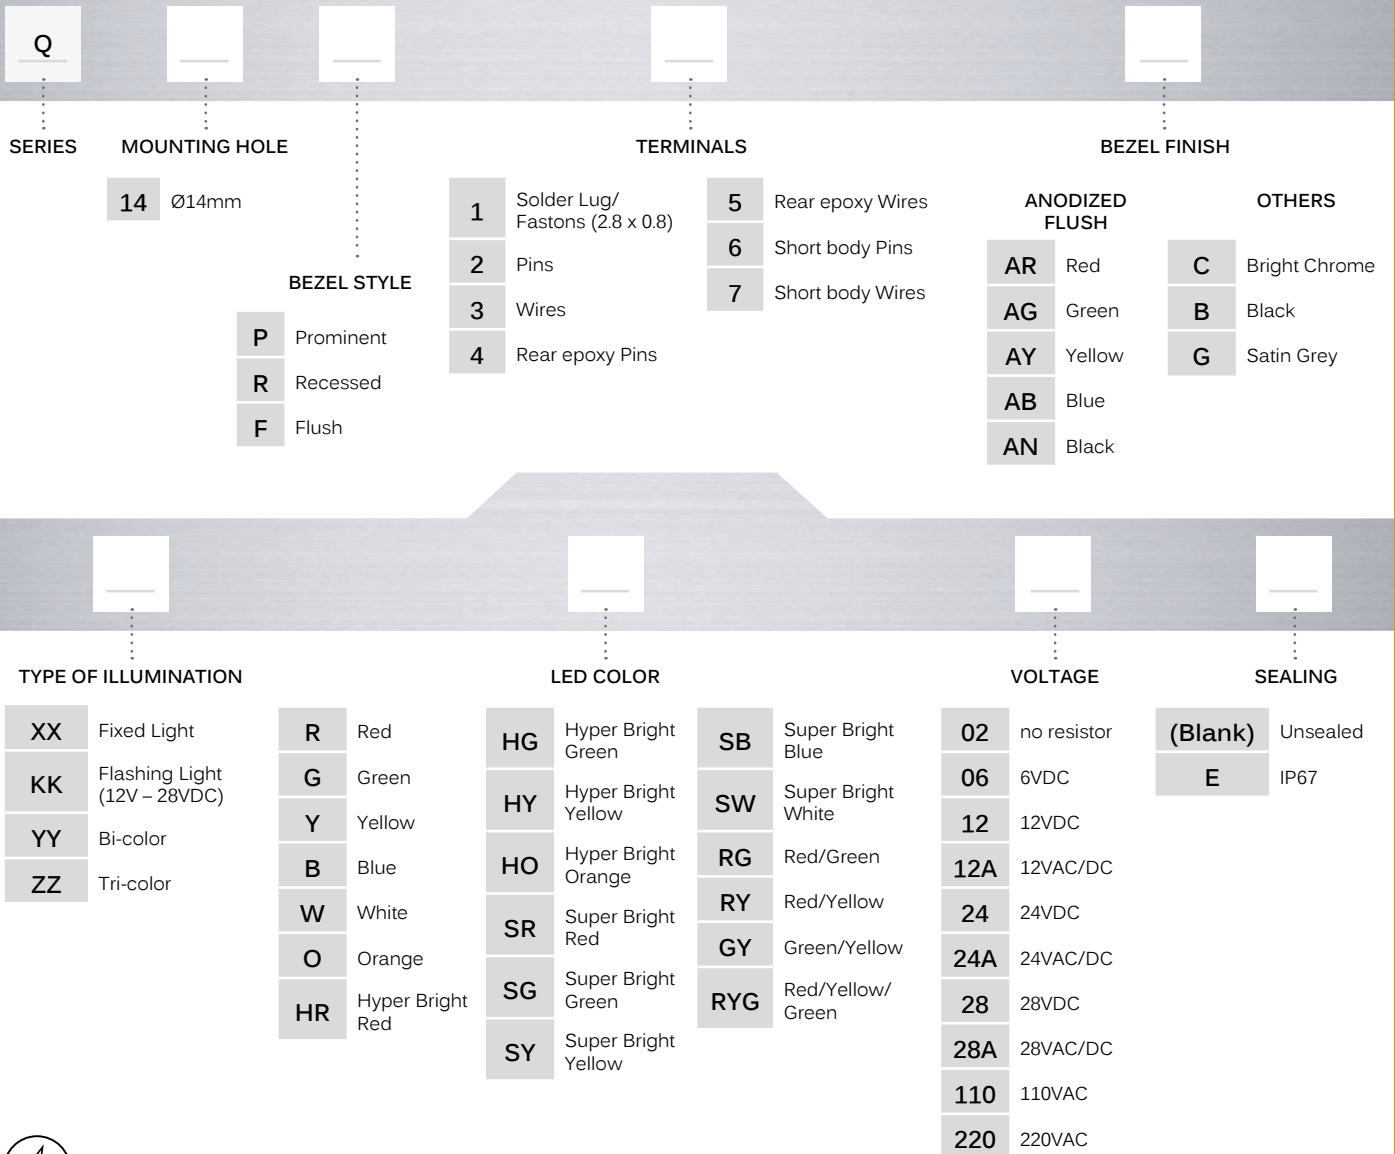 Q
SERIES
MOUNTING HOLE
14 Ø14mm
BEZEL STYLE
P Prominent
R Recessed
F Flush
TERMINALS
1 Solder Lug/
Fastons (2.8 x 0.8)
2 Pins
3 Wires
4 Rear epoxy Pins
5 Rear epoxy Wires
6 Short body Pins
7 Short body Wires
BEZEL FINISH
ANODIZED
FLUSH
AR Red
AG Green
AY Yellow
AB Blue
AN Black
OTHERS
C Bright Chrome
B Black
G Satin Grey
TYPE OF ILLUMINATION
XX Fixed Light
KK Flashing Light
(12V – 28VDC)
YY Bi-color
ZZ Tri-color
LED COLOR
R Red
G Green
Y Yellow
B Blue
W White
O Orange
HR Hyper Bright
Red
HG Hyper Bright
Green
HY Hyper Bright
Yellow
HO Hyper Bright
Orange
SR Super Bright
Red
SG Super Bright
Green
SY Super Bright
Yellow
SB Super Bright
Blue
SW Super Bright
White
RG Red/Green
RY Red/Yellow
GY Green/Yellow
RYG Red/Yellow/
Green
VOLTAGE
02 no resistor
06 6VDC
12 12VDC
12A 12VAC/DC
24 24VDC
24A 24VAC/DC
28 28VDC
28A 28VAC/DC
110 110VAC
220 220VAC
SEALING
(Blank) Unsealed
E IP67